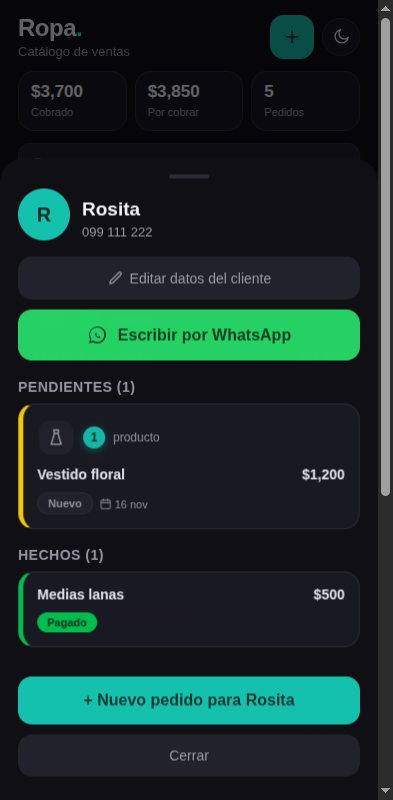 Ropa.
Catálogo de ventas
+
$3,700
Cobrado
$3,850
Por cobrar
5
Pedidos
R
Rosita
099 111 222
Editar datos del cliente
Escribir por WhatsApp
PENDIENTES (1)
1 producto
Vestido floral $1,200
Nuevo 16 nov
HECHOS (1)
Medias lanas $500
Pagado
+ Nuevo pedido para Rosita
Cerrar